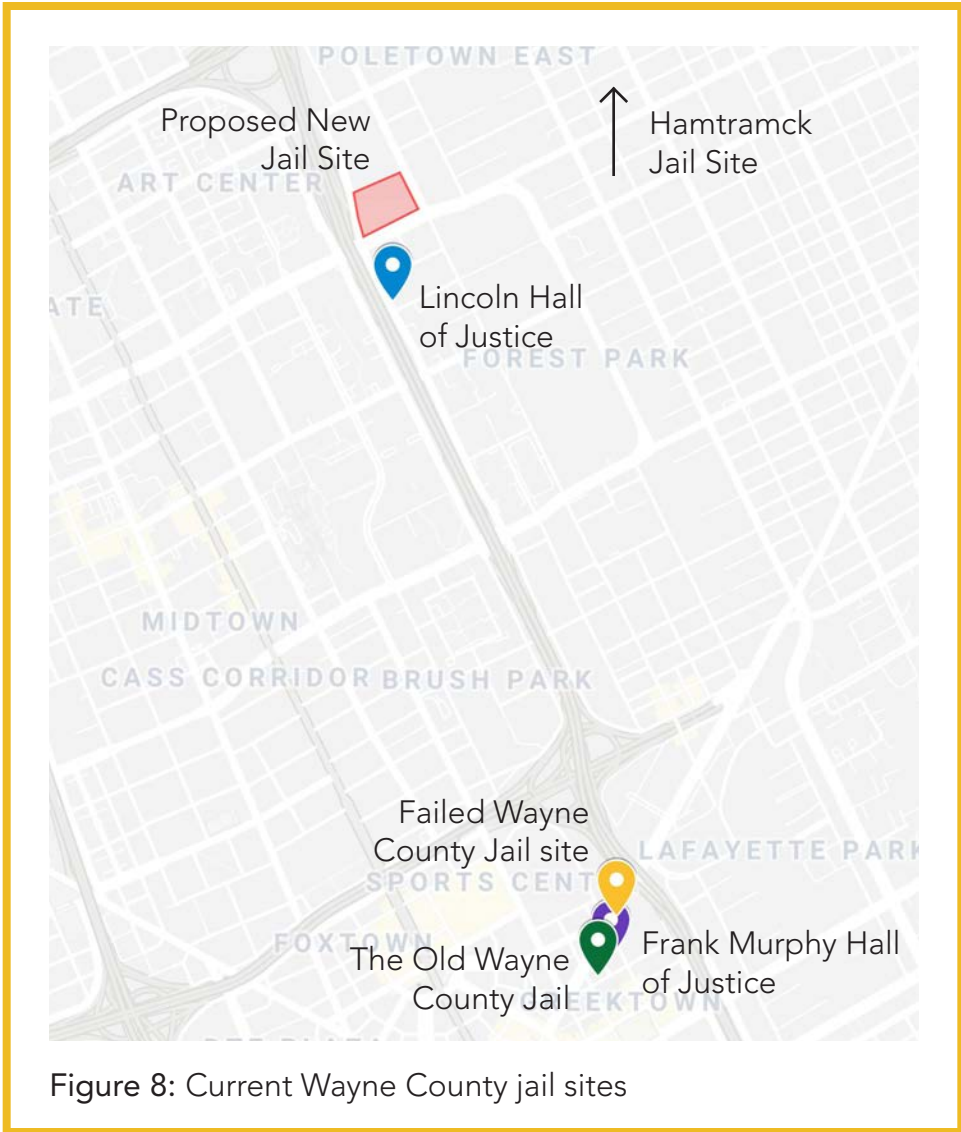 POLETOWN EAST
Proposed New
Jail Site
Hamtramck
Jail Site
ART CENTER
Lincoln Hall
of Justice
FOREST PARK
MIDTOWN
CASS CORRIDOR
BRUSH PARK
Failed Wayne
County Jail site
LAFAYETTE PARK
SPORTS CENT
FOXTOWN
The Old Wayne
County Jail
Frank Murphy Hall
of Justice
Figure 8: Current Wayne County jail sites